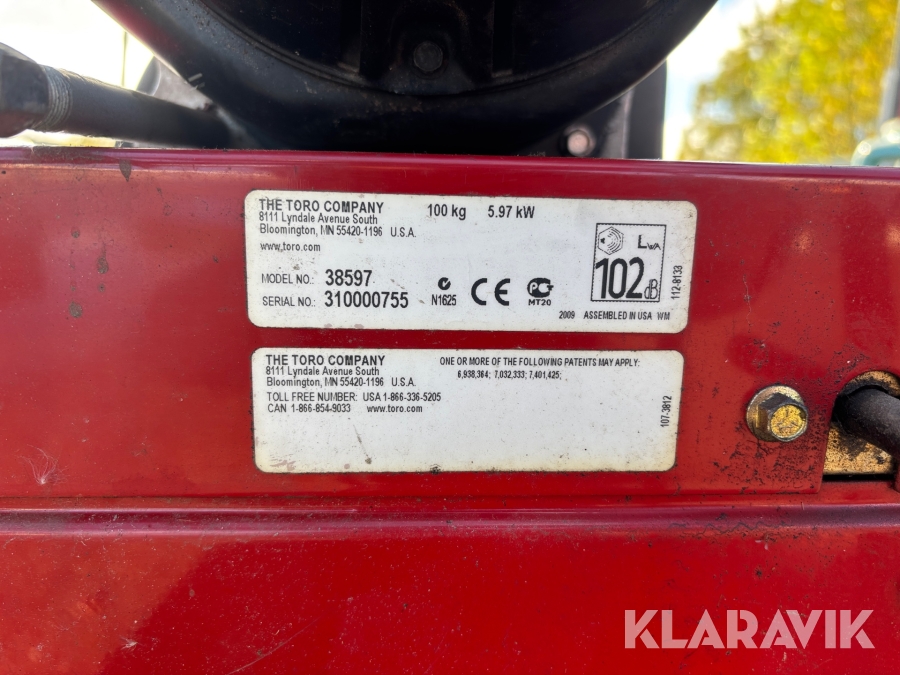 THE TORO COMPANY 100 kg 5.97 kW
8111 Lyndale Avenue South
Bloomington, MN 55420-1196 U.S.A.
www.toro.com
MODEL NO.: 38597
SERIAL NO.: 310000755
N1625
CE
MT20
LWA
102dB
2009 ASSEMBLED IN USA WM
112-8133
THE TORO COMPANY
8111 Lyndale Avenue South
Bloomington, MN 55420-1196 U.S.A.
TOLL FREE NUMBER: USA 1-866-336-5205
CAN 1-866-854-9033 www.toro.com
ONE OR MORE OF THE FOLLOWING PATENTS MAY APPLY:
6,938,364; 7,032,333; 7,401,425;
107-3812
KLARAVIK